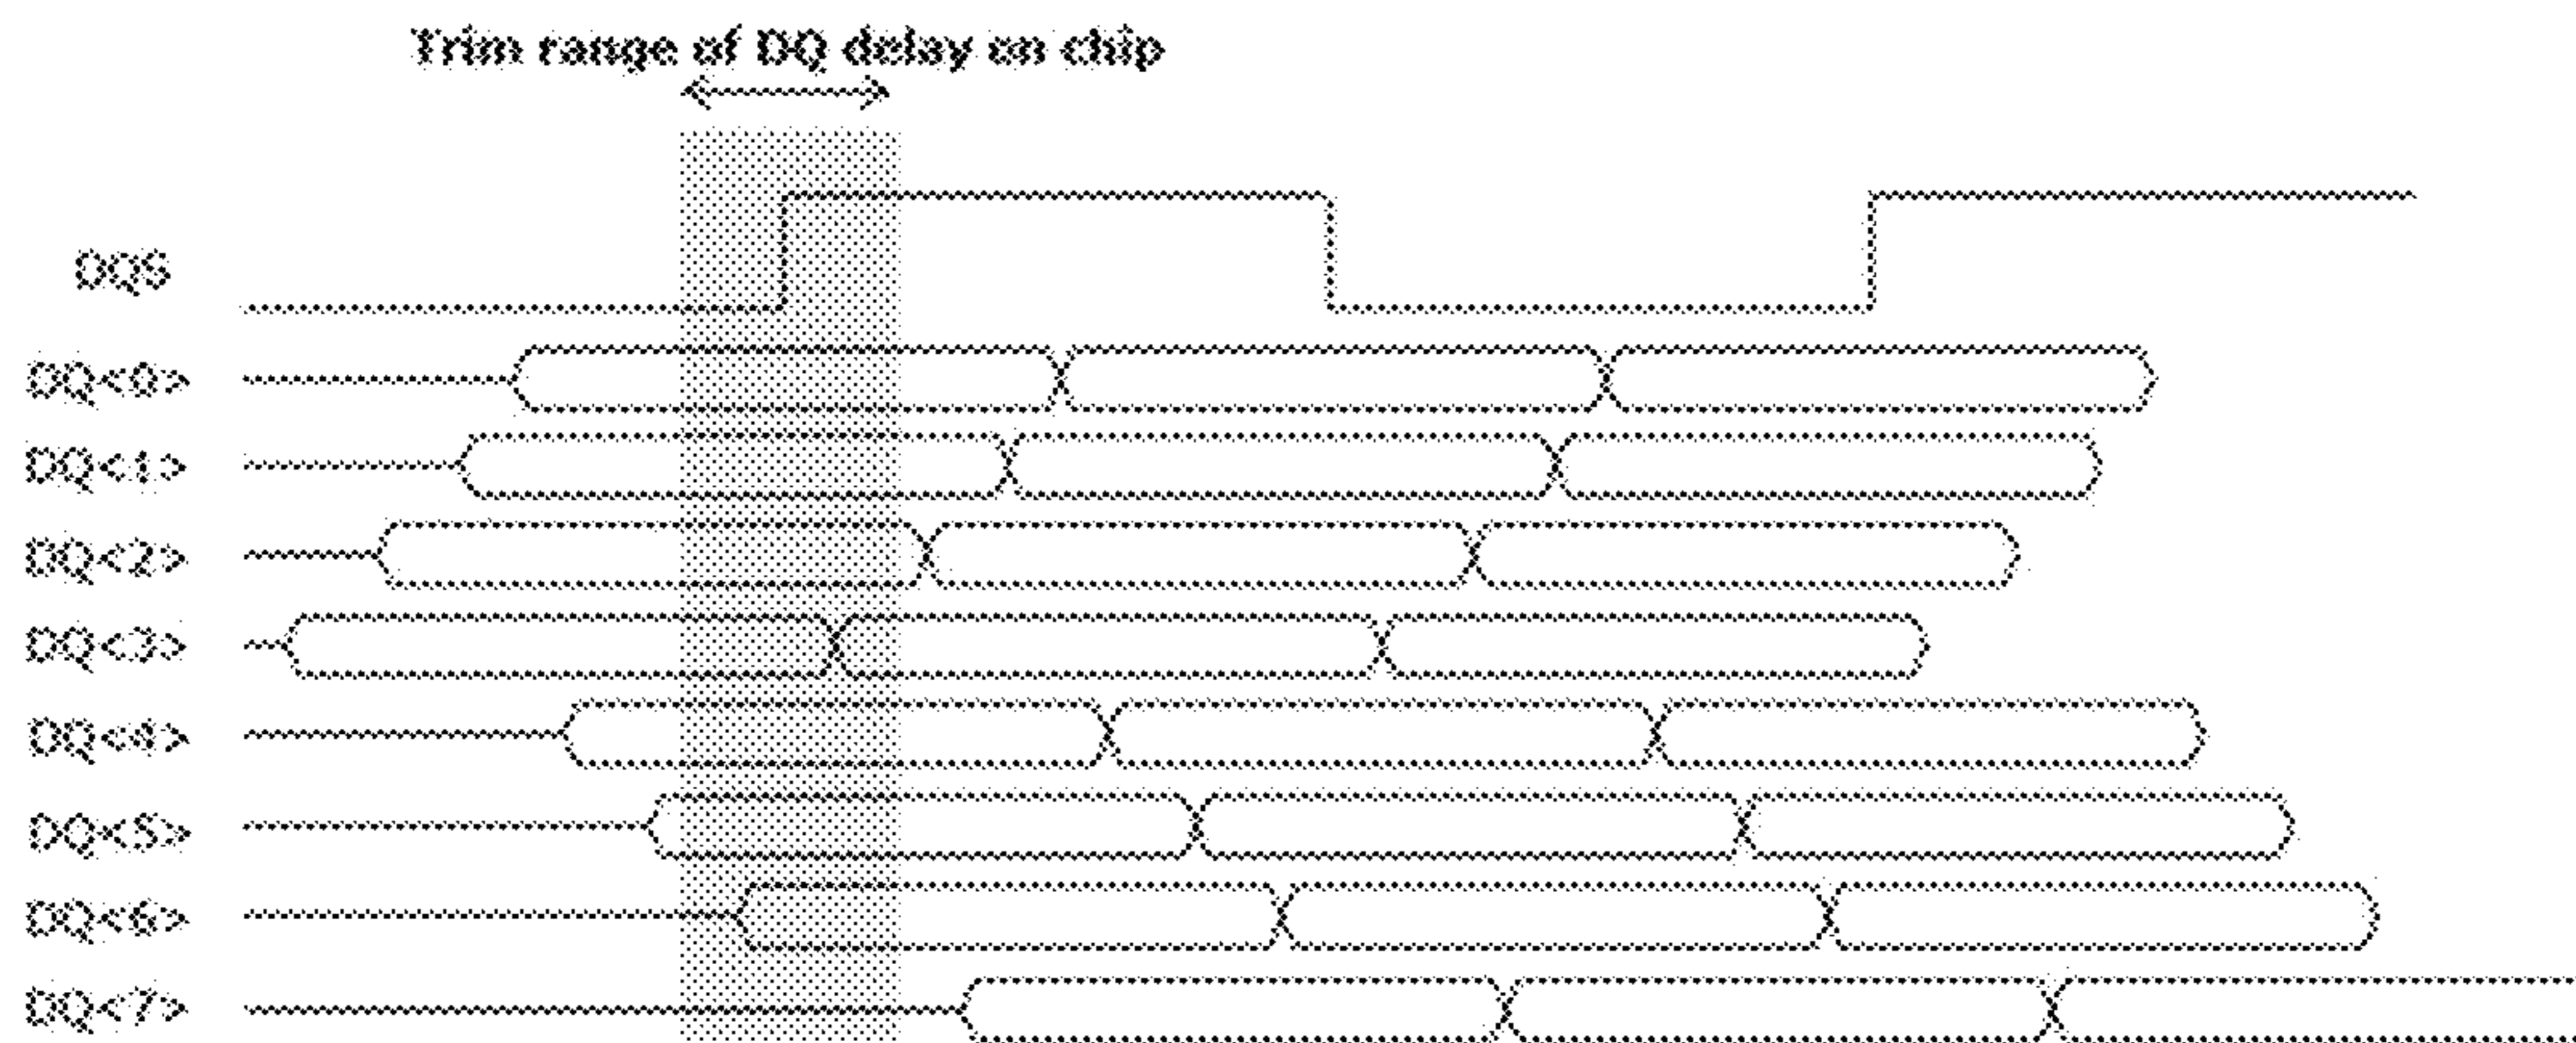 Trim range of DQ delay on chip
DQS
DQ<0>
DQ<1>
DQ<2>
DQ<3>
DQ<4>
DQ<5>
DQ<6>
DQ<7>